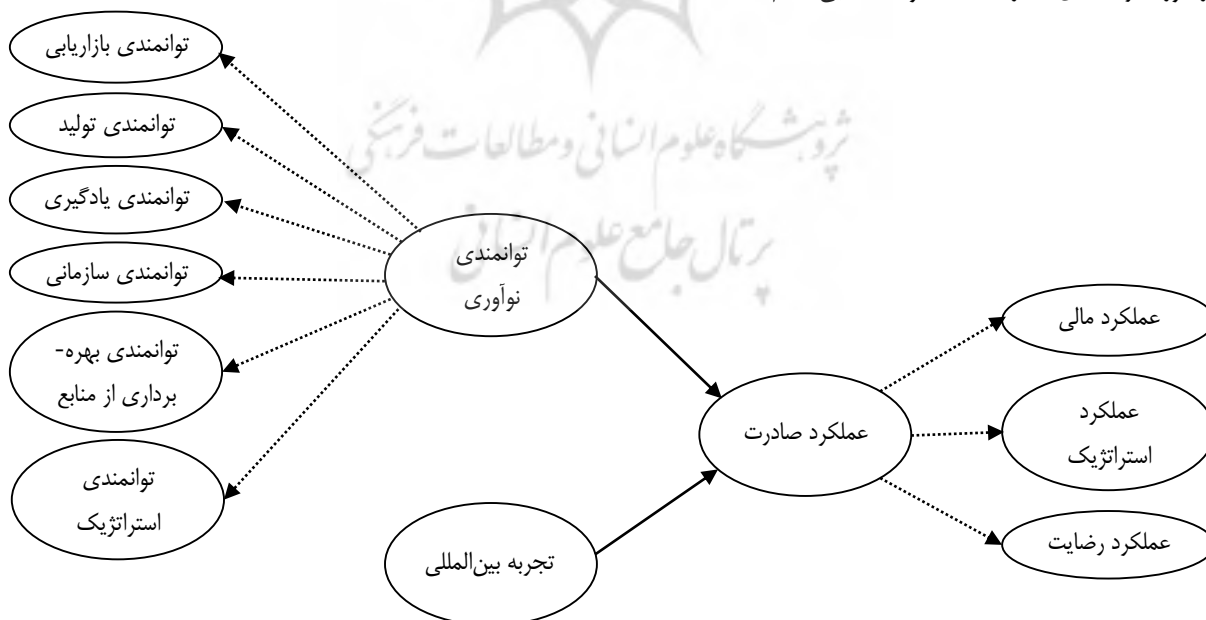 توانمندی بازاریابی
توانمندی تولید
توانمندی یادگیری
توانمندی سازمانی
توانمندی بهره-
برداری از منابع
توانمندی
استراتژیک
پژوهشگاه علوم انسانی و مطالعات فرهنگی
پرتال جامع علوم انسانی
توانمندی
نوآوری
تجربه بین‌المللی
عملکرد صادرت
عملکرد مالی
عملکرد
استراتژیک
عملکرد رضایت